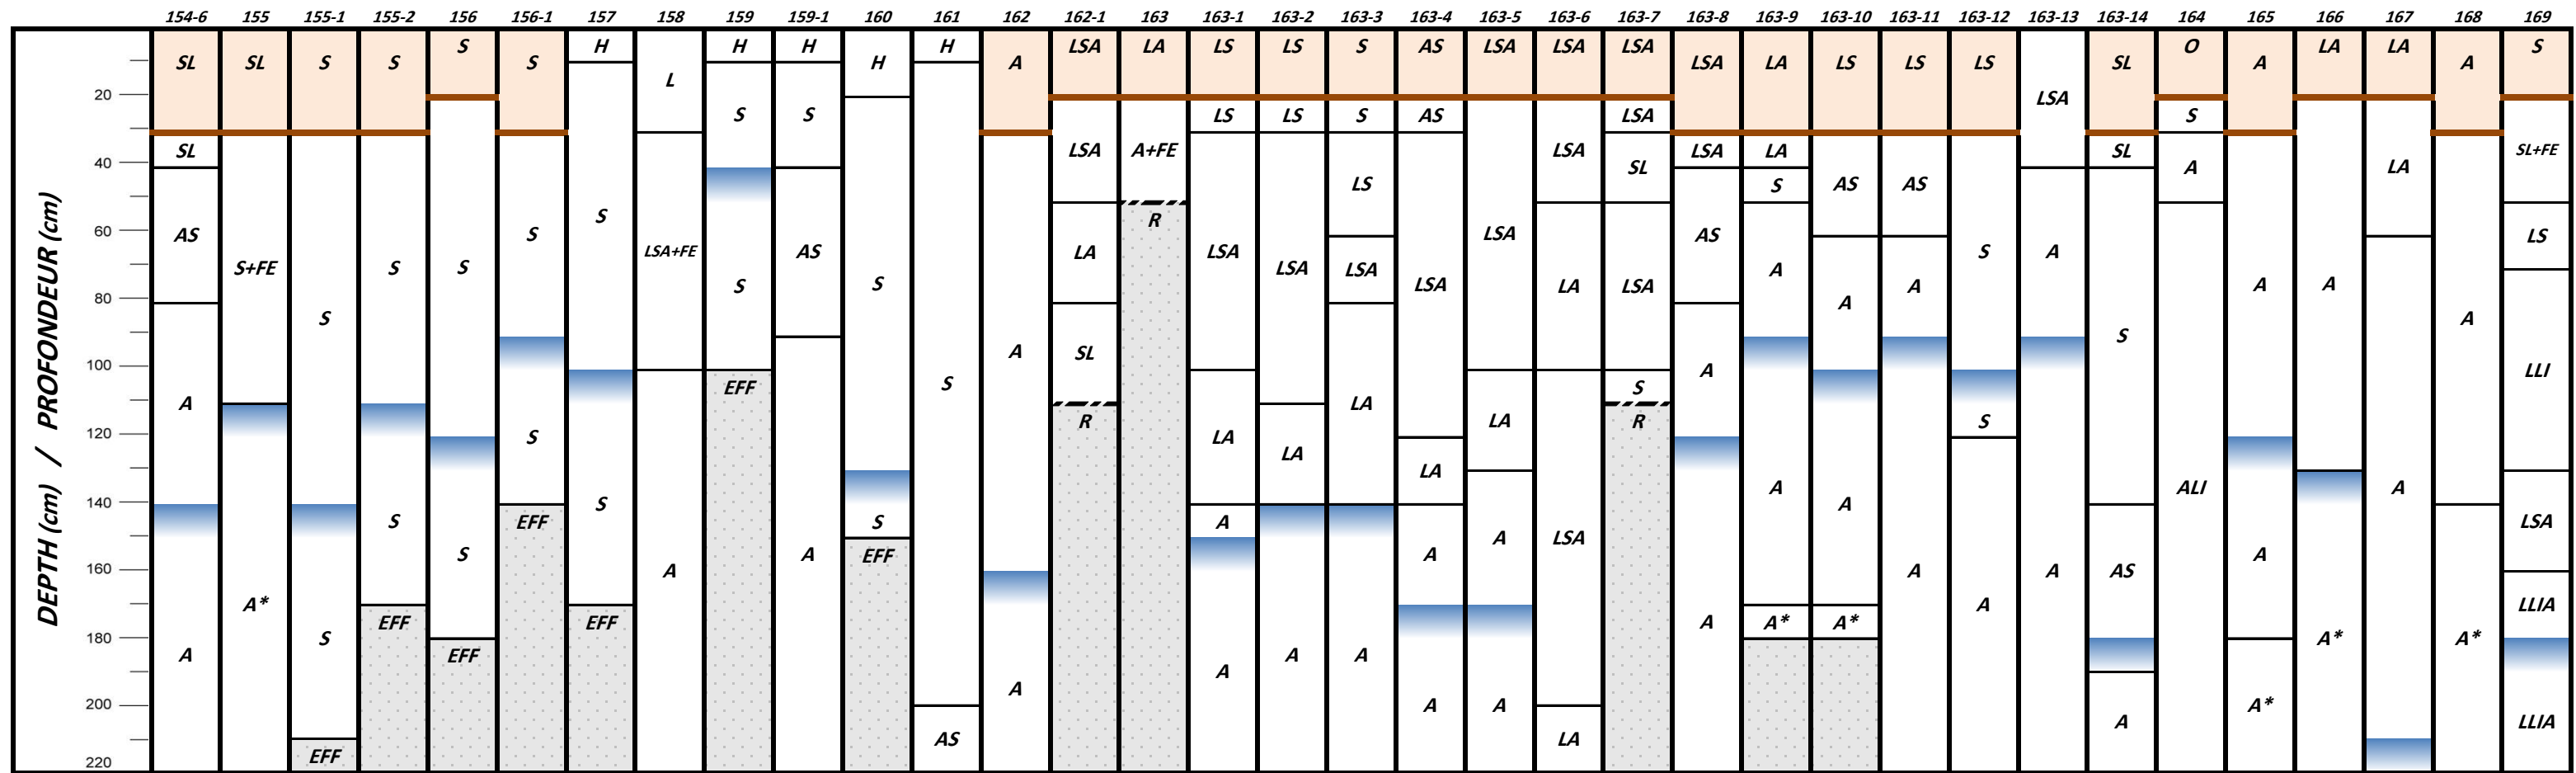 DEPTH (cm) / PROFONDEUR (cm)
20
40
60
80
100
120
140
160
180
200
220
154-6
SL
SL
AS
A
A
155
SL
S+FE
A*
155-1
S
S
S
EFF
155-2
S
S
S
EFF
156
S
S
S
EFF
156-1
S
S
S
EFF
157
H
S
S
EFF
158
L
LSA+FE
A
159
H
S
S
EFF
159-1
H
S
AS
A
160
H
S
S
EFF
161
H
S
AS
162
A
A
A
162-1
LSA
LSA
LA
SL
R
163
LA
A+FE
R
163-1
LS
LS
LSA
LA
A
A
163-2
LS
LS
LSA
LA
A
163-3
S
S
LS
LSA
LA
A
163-4
AS
AS
LSA
LA
A
A
163-5
LSA
LSA
LA
A
A
163-6
LSA
LSA
LA
LSA
LA
163-7
LSA
LSA
SL
LSA
S
R
163-8
LSA
LSA
AS
A
A
163-9
LA
LA
S
A
A
A*
163-10
LS
AS
A
A
A*
163-11
LS
AS
A
A
163-12
LS
S
S
A
163-13
LSA
A
A
163-14
SL
SL
S
AS
A
164
O
S
A
ALI
165
A
A
A
A*
166
LA
A
A*
167
LA
LA
A
168
A
A
A*
169
S
SL+FE
LS
LLI
LSA
LLIA
LLIA